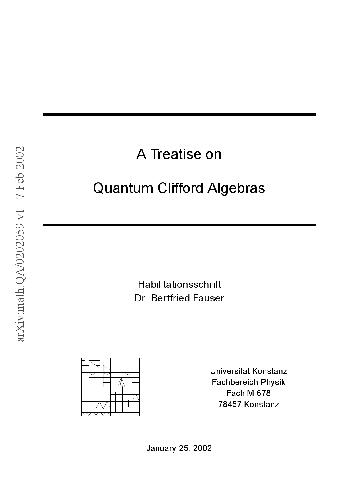 A Treatise on
Quantum Clifford Algebras
Habilitationsschrift
Dr. Bertfried Fauser
Universität Konstanz
Fachbereich Physik
Fach M 678
78457 Konstanz
January 25, 2002
arXiv:math.QA/0202059 v1 7 Feb 2002